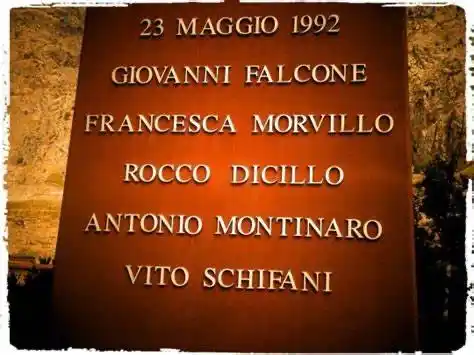 23 MAGGIO 1992
GIOVANNI FALCONE
FRANCESCA MORVILLO
ROCCO DICILLO
ANTONIO MONTINARO
VITO SCHIFANI